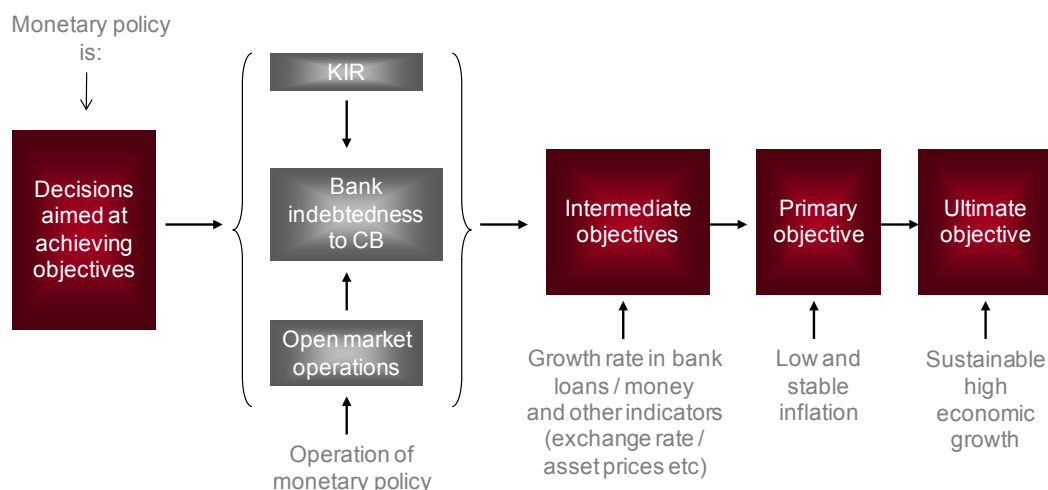 Monetary policy
is:
Decisions
aimed at
achieving
objectives
KIR
Bank
indebtedness
to CB
Open market
operations
Operation of
monetary policy
Intermediate
objectives
Growth rate in bank
loans / money
and other indicators
(exchange rate /
asset prices etc)
Primary
objective
Low and
stable
inflation
Ultimate
objective
Sustainable
high
economic
growth